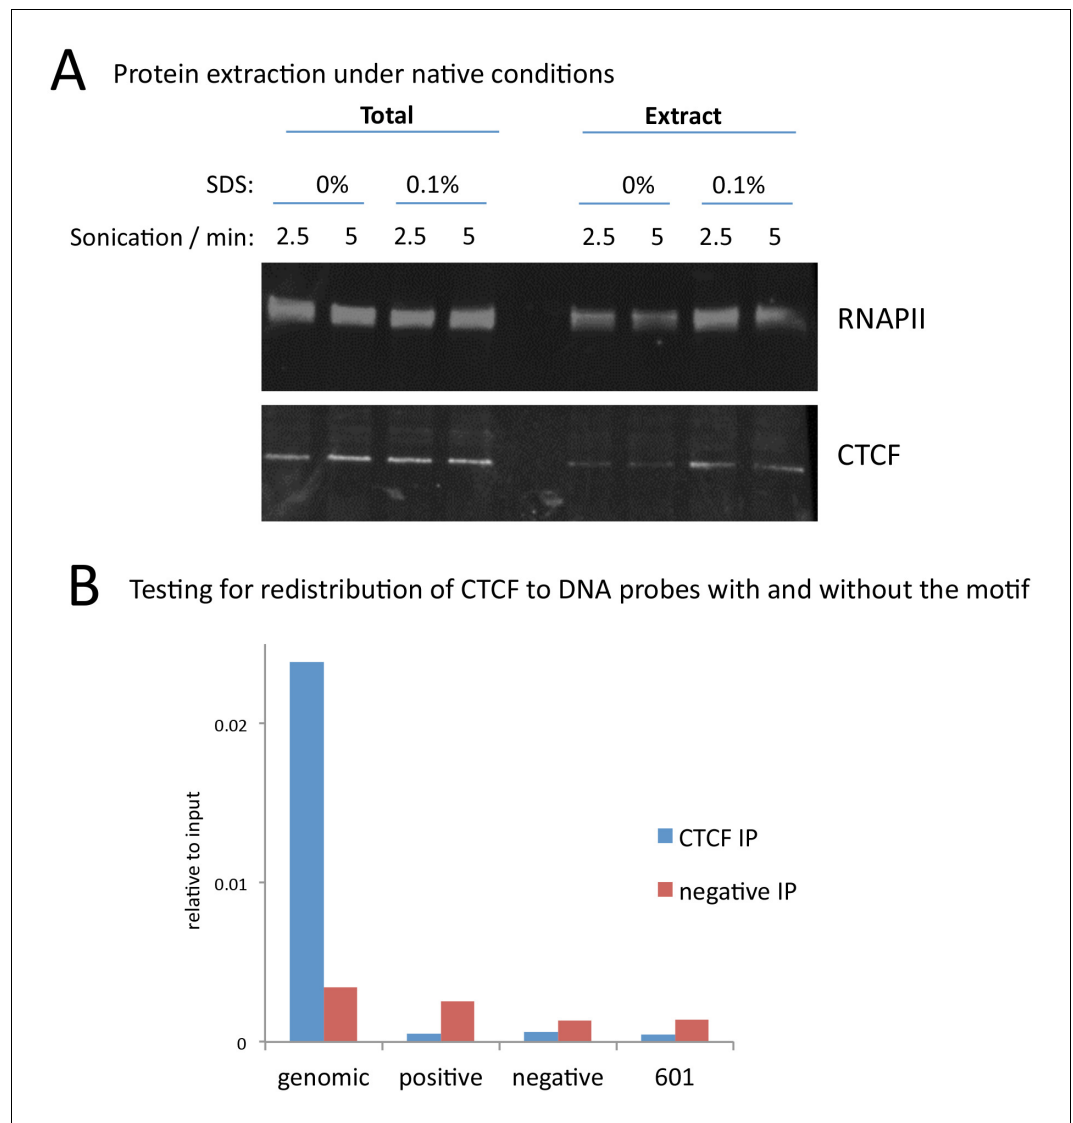 A Protein extraction under native conditions
Total Extract
SDS: 0% 0.1% 0% 0.1%
Sonication / min: 2.5 5 2.5 5 2.5 5 2.5 5
RNAPII
CTCF
B Testing for redistribution of CTCF to DNA probes with and without the motif
0.02
0.01
0
relative to input
CTCF IP
negative IP
genomic positive negative 601